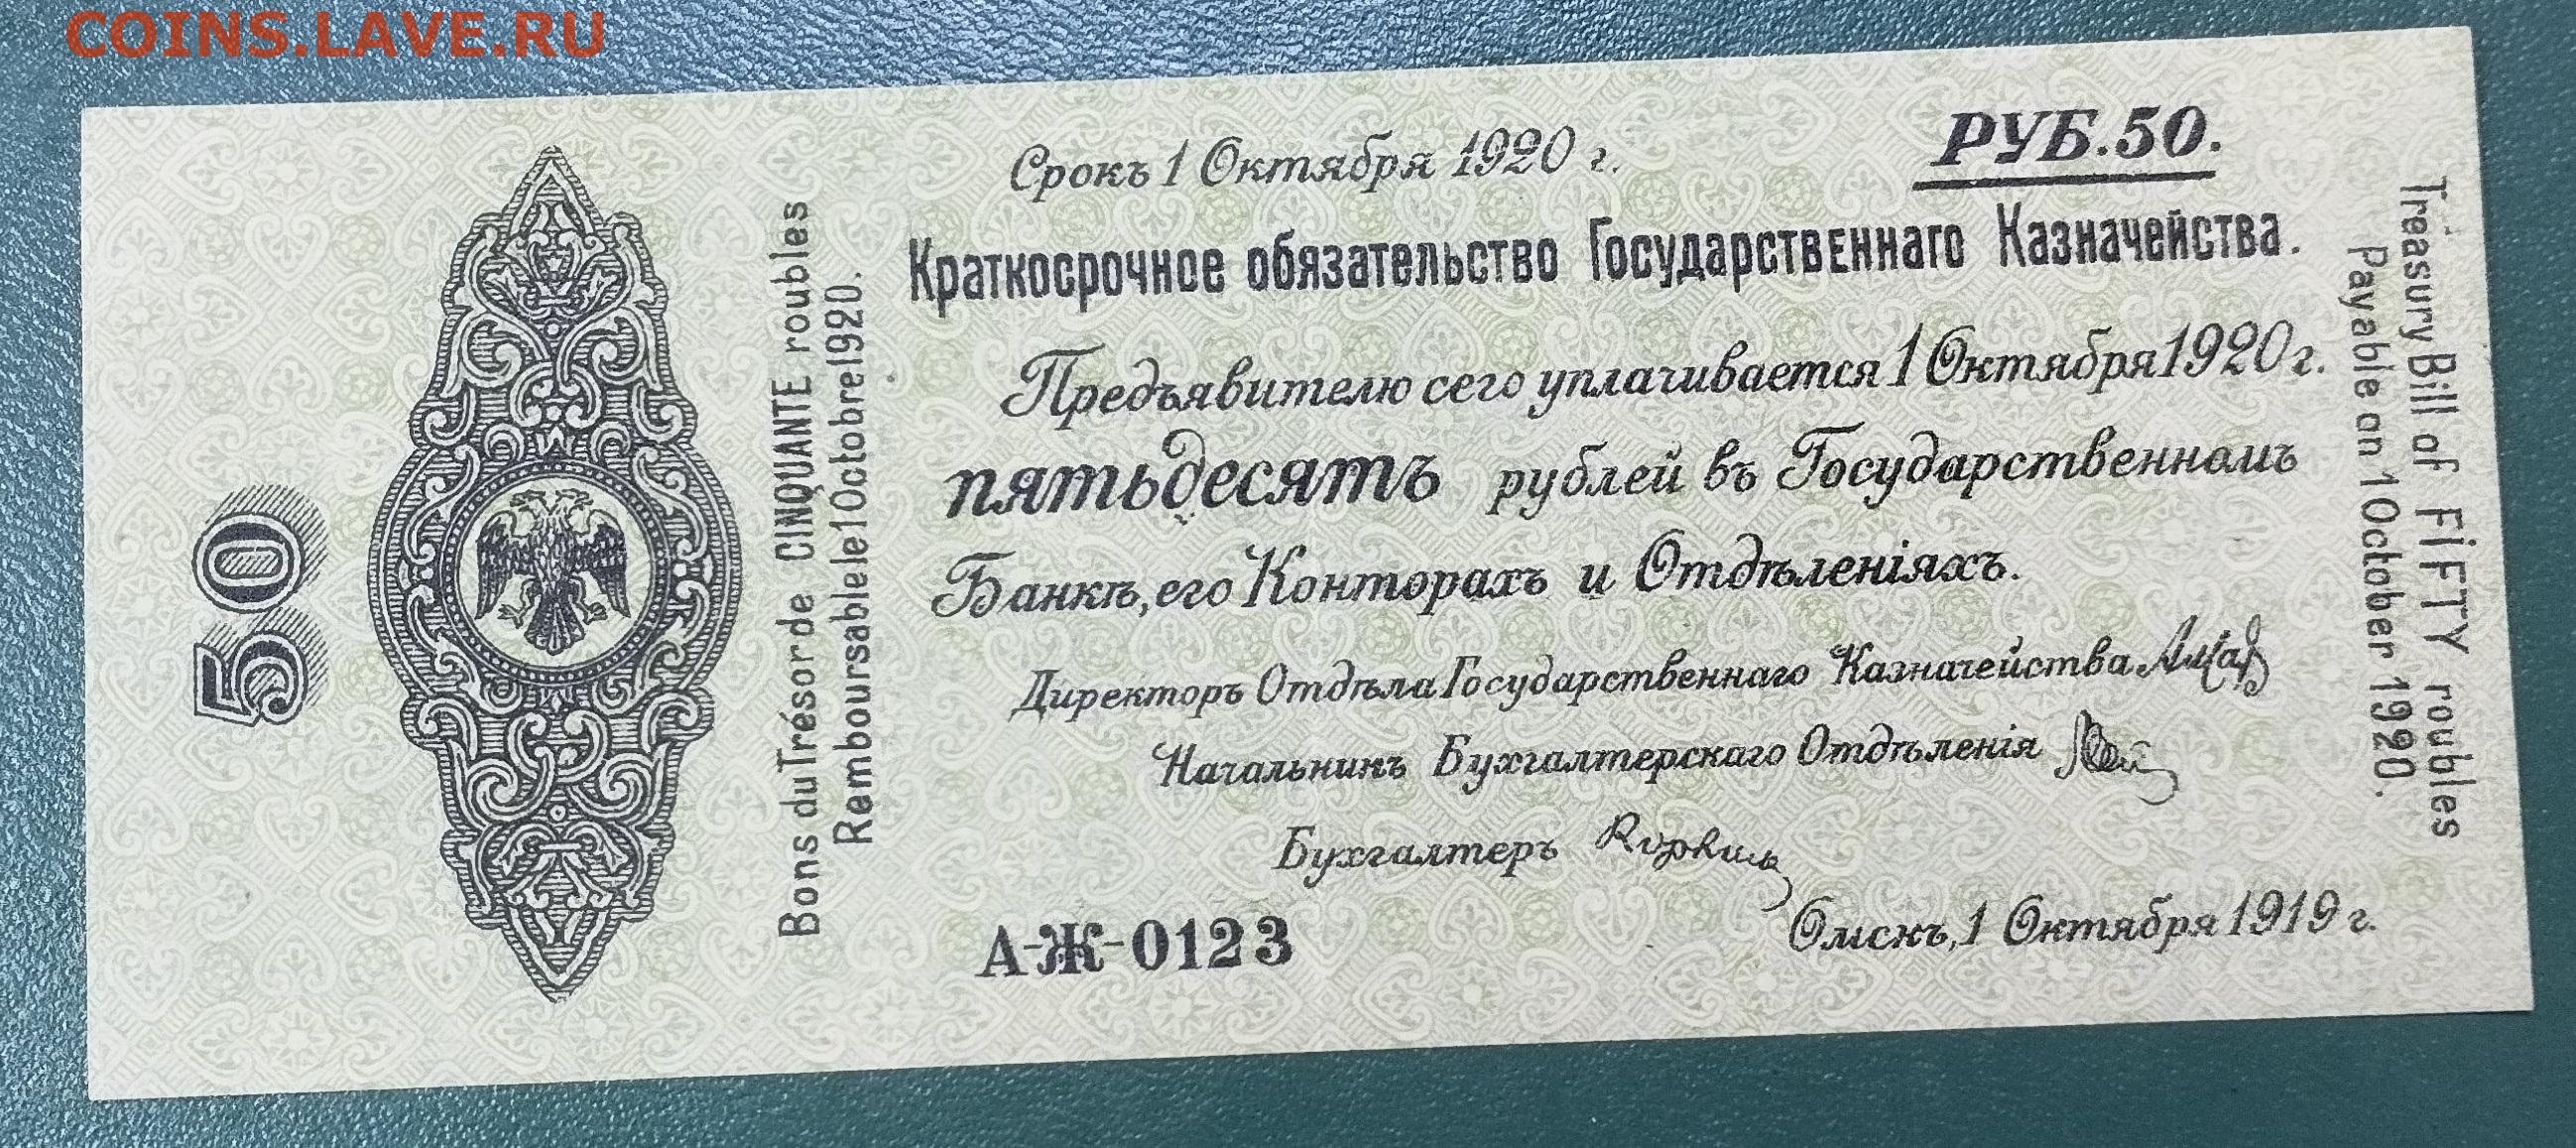 COINS.LAVE.RU
50
Bons du Trésor de CINQUANTE roubles
Remboursable le 1 Octobre 1920.
Срокъ 1 Октября 1920 г.
РУБ. 50.
Краткосрочное обязательство Государственнаго Казначейства.
Предъявителю сего уплачивается 1 Октября 1920 г.
пятьдесятъ рублей въ Государственномъ
Банкѣ, его Конторахъ и Отдѣленіяхъ.
Директоръ Отдѣла Государственнаго Казначейства
Начальникъ Бухгалтерскаго Отдѣленія
Бухгалтеръ
А-Ж-0123
Омскъ, 1 Октября 1919 г.
Treasury Bill of FiFTY roubles
Payable on 1 October 1920.